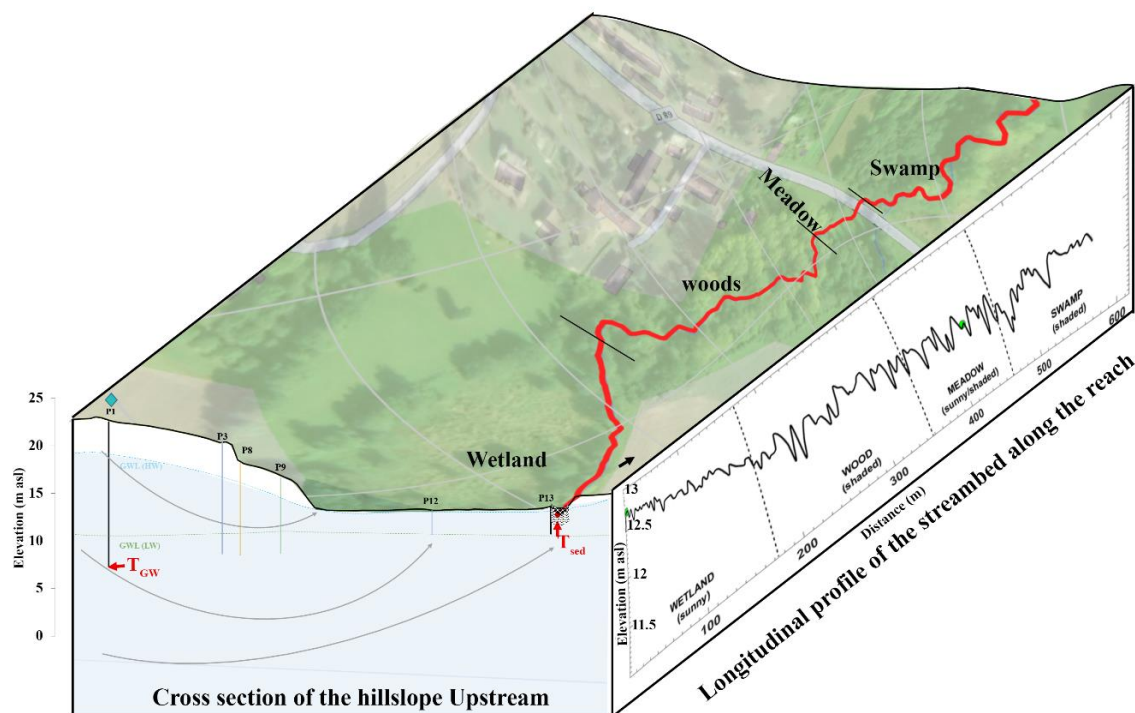 D 89
Swamp
Meadow
woods
Wetland
Elevation (m asl)
25
20
15
10
5
0
P1
P3
P8
P9
P12
P13
GWL (HW)
GWL (LW)
T GW
T sed
Cross section of the hillslope Upstream
Elevation (m asl)
13
12.5
12
11.5
WETLAND
(sunny)
WOOD
(shaded)
MEADOW
(sunny/shaded)
SWAMP
(shaded)
100
200
300
400
500
600
Distance (m)
Longitudinal profile of the streambed along the reach